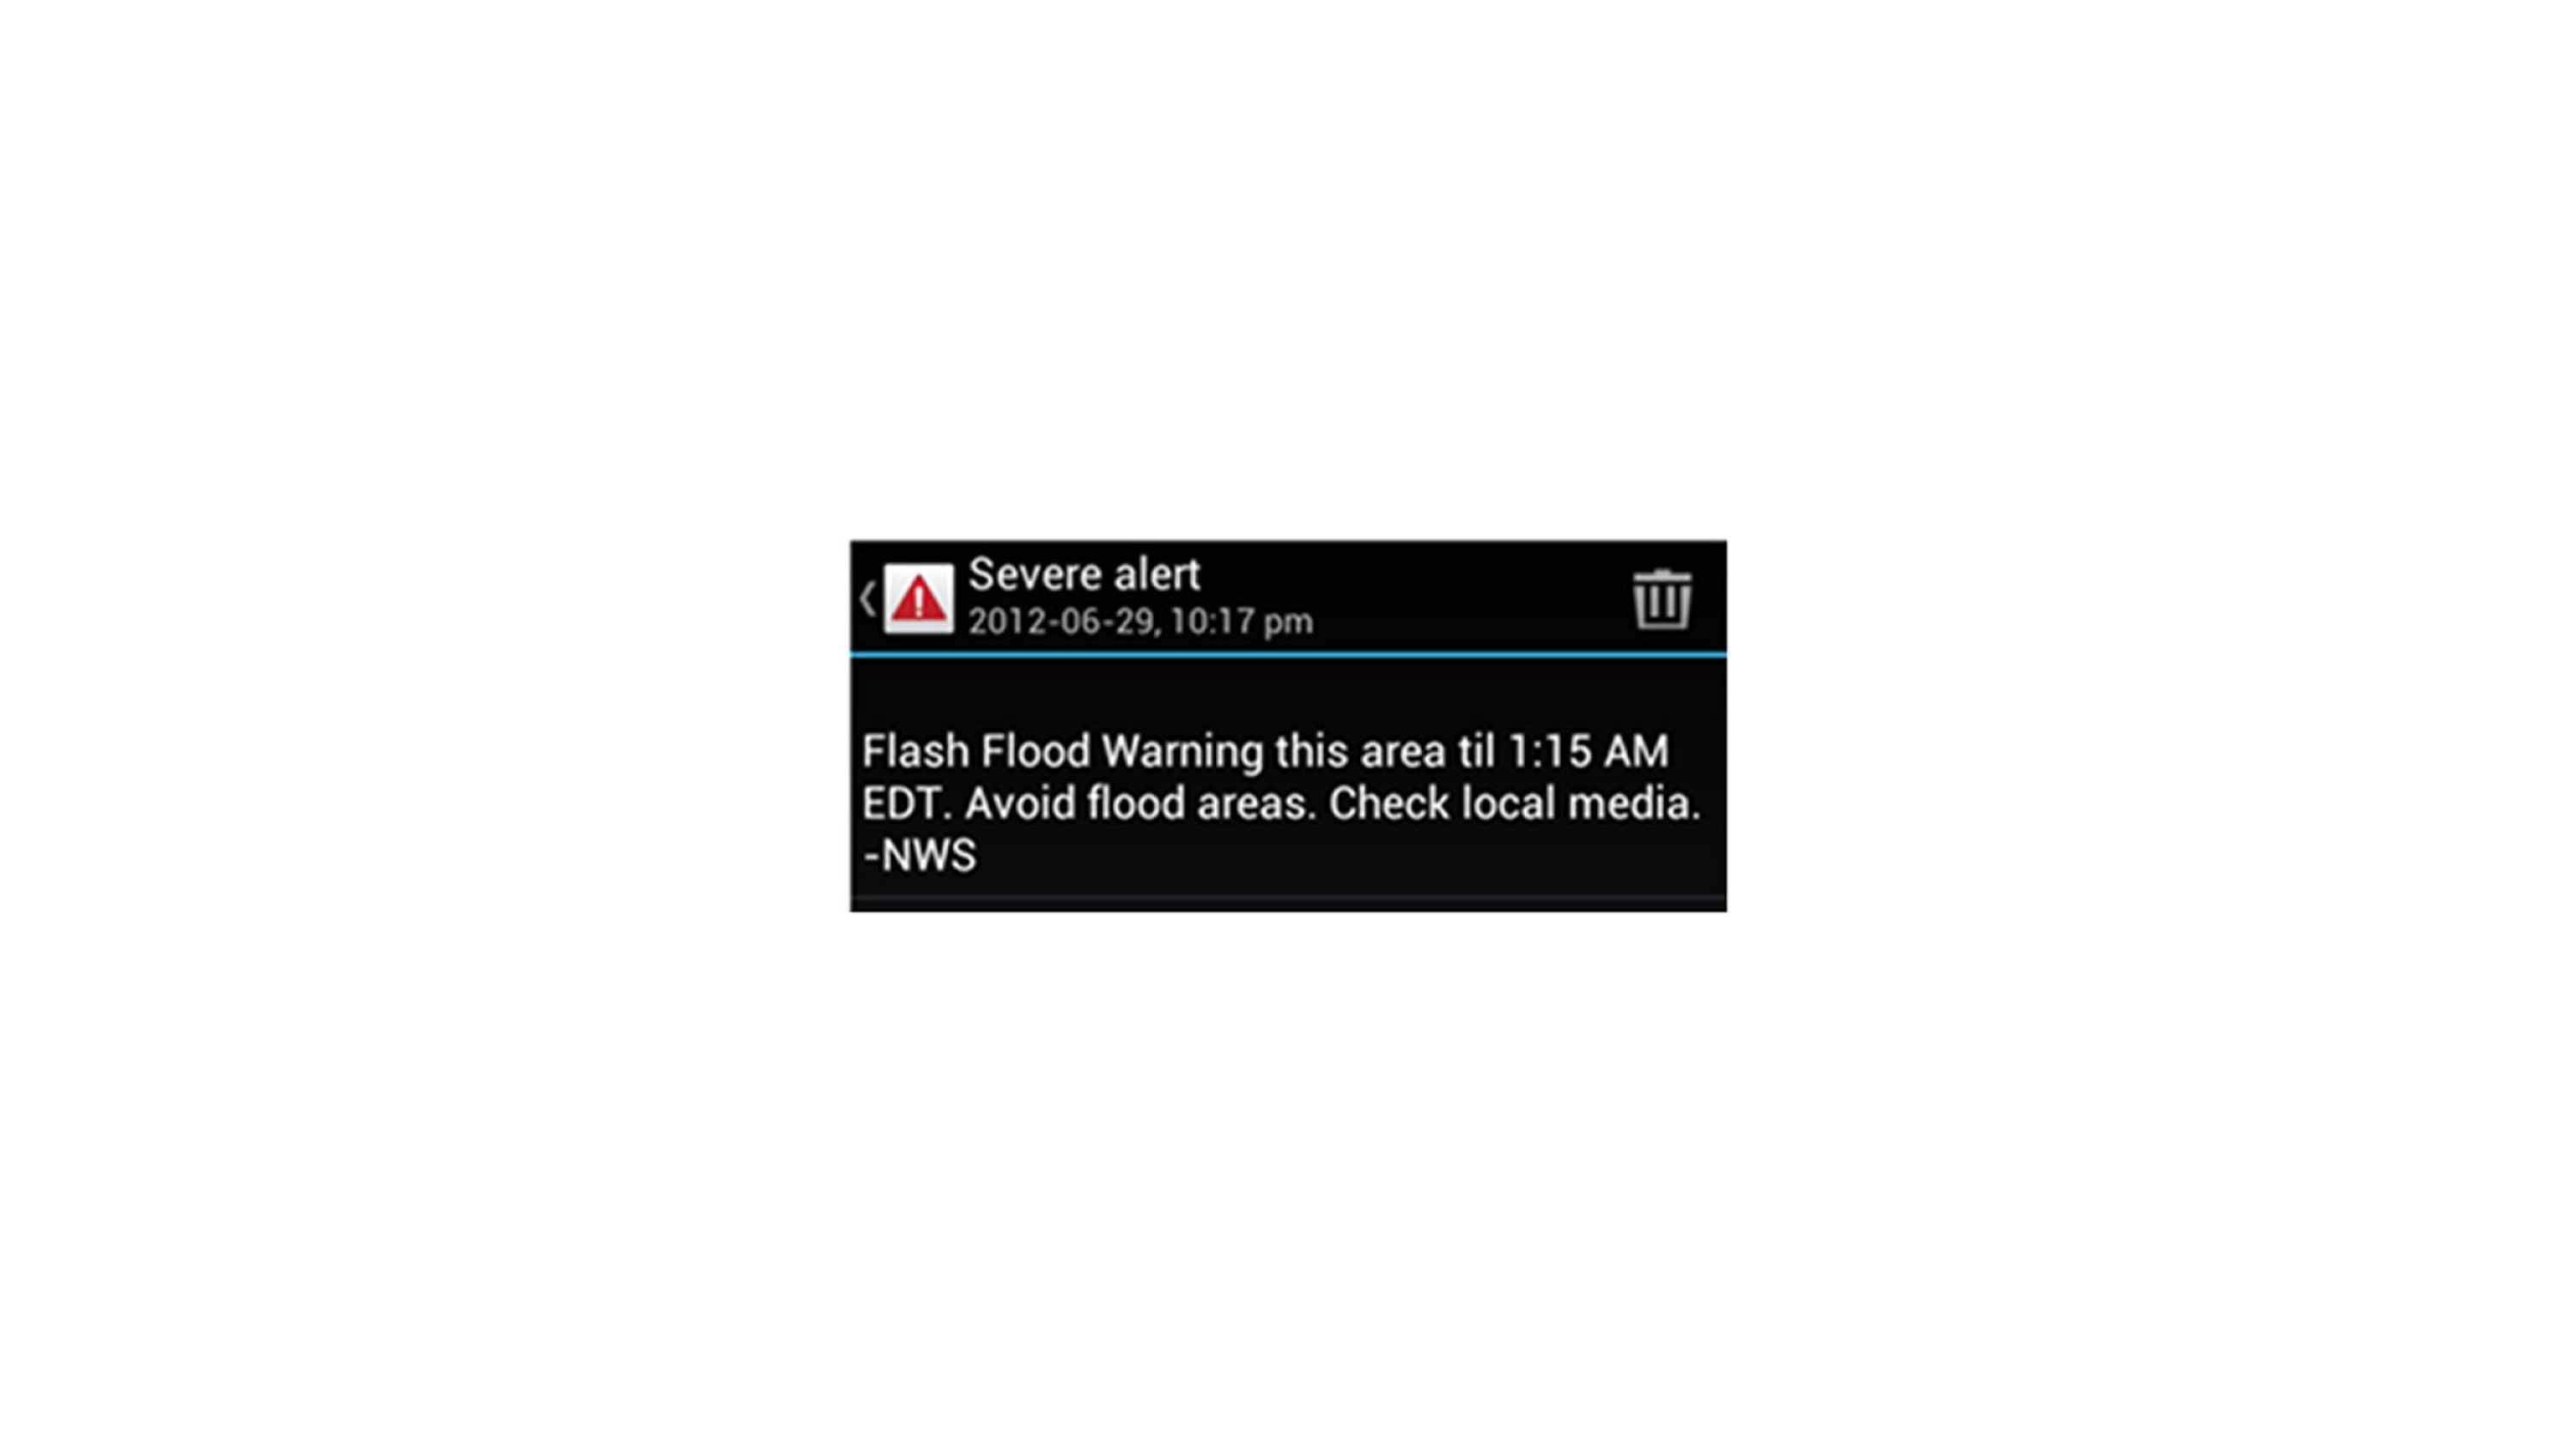 Severe alert
2012-06-29, 10:17 pm
Flash Flood Warning this area til 1:15 AM
EDT. Avoid flood areas. Check local media.
-NWS